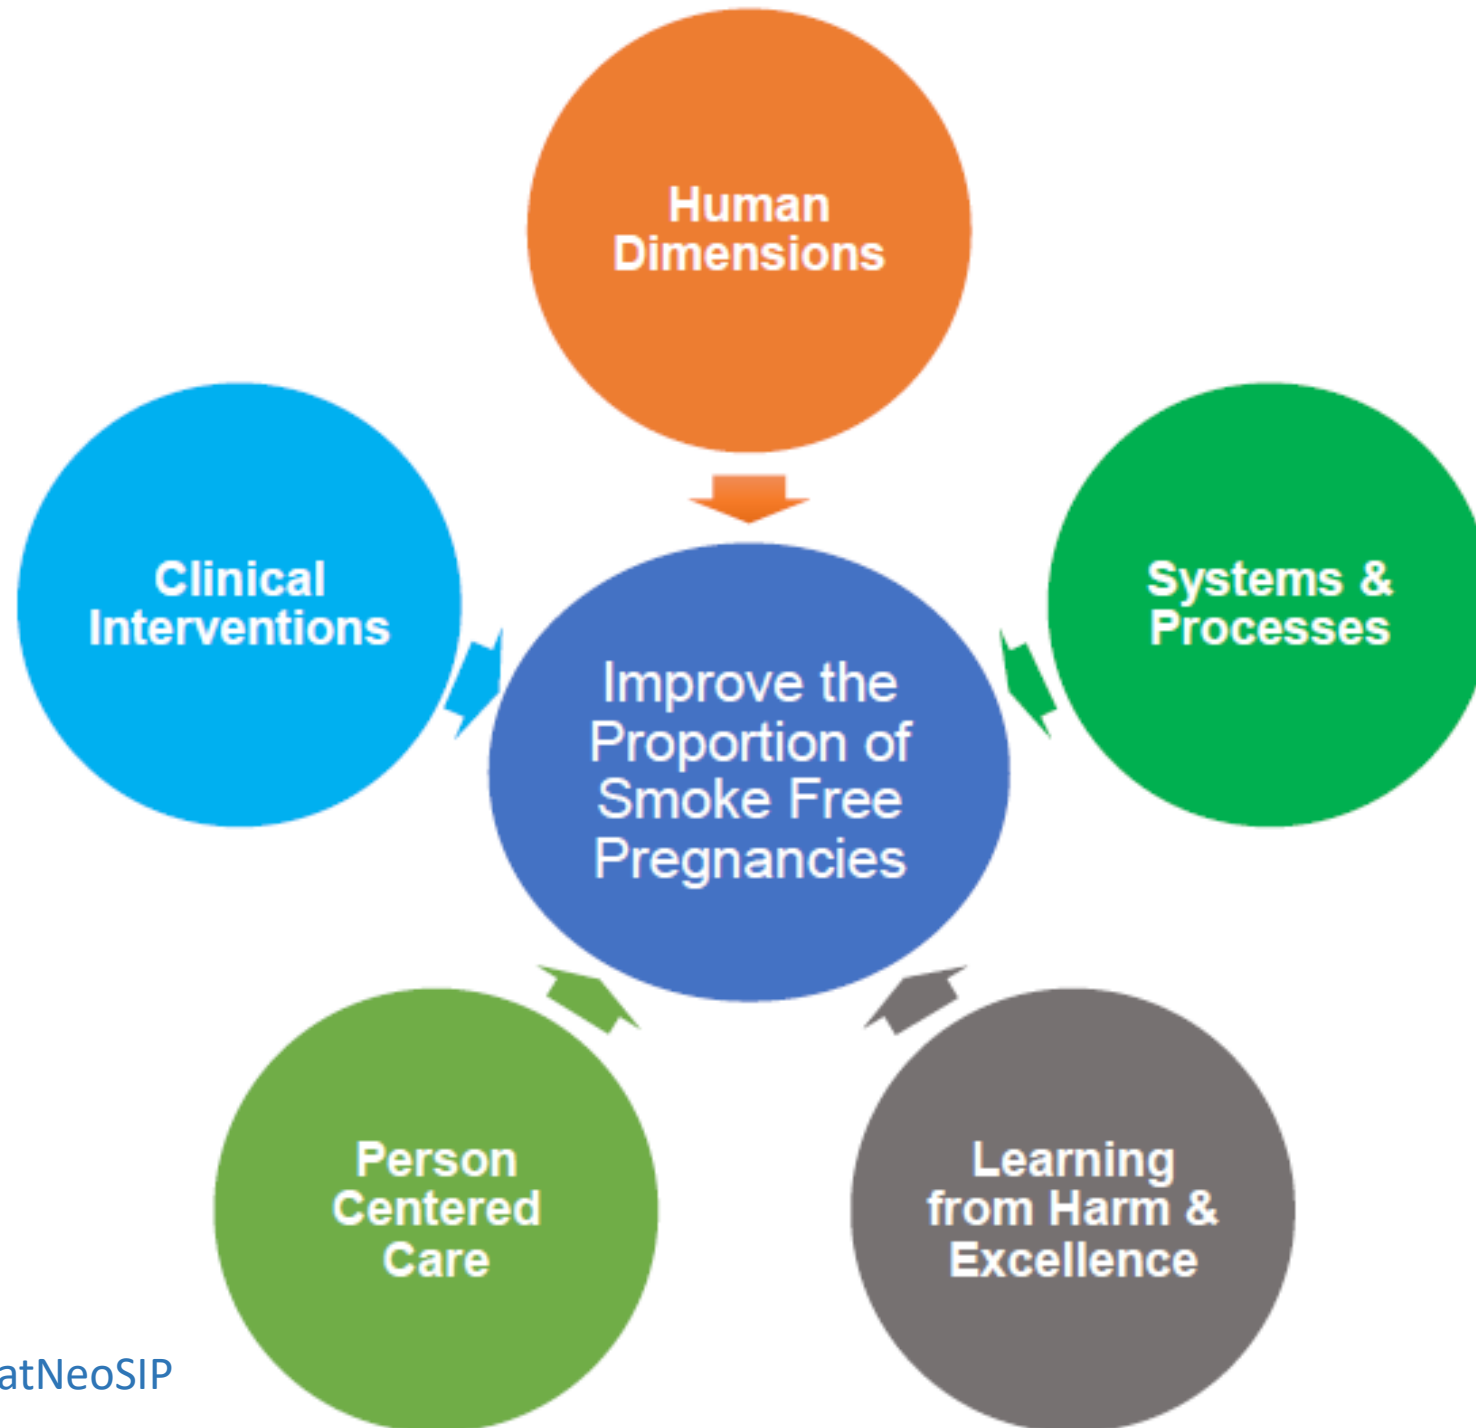 Human
Dimensions
Clinical
Interventions
Systems &
Processes
Improve the
Proportion of
Smoke Free
Pregnancies
Person
Centered
Care
Learning
from Harm &
Excellence
atNeoSIP